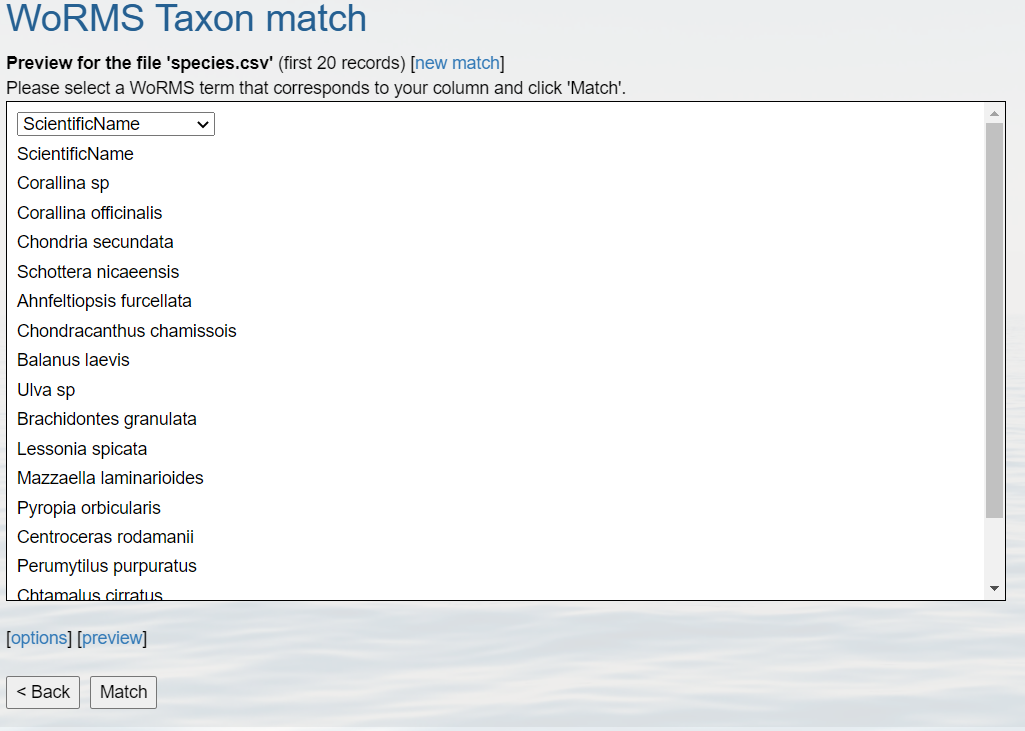 WoRMS Taxon match
Preview for the file 'species.csv' (first 20 records) [new match]
Please select a WoRMS term that corresponds to your column and click 'Match'.
ScientificName
ScientificName
Corallina sp
Corallina officinalis
Chondria secundata
Schottera nicaeensis
Ahnfeltiopsis furcellata
Chondracanthus chamissois
Balanus laevis
Ulva sp
Brachidontes granulata
Lessonia spicata
Mazzaella laminarioides
Pyropia orbicularis
Centroceras rodamanii
Perumytilus purpuratus
Chtamalus cirratus
[options] [preview]
< Back Match